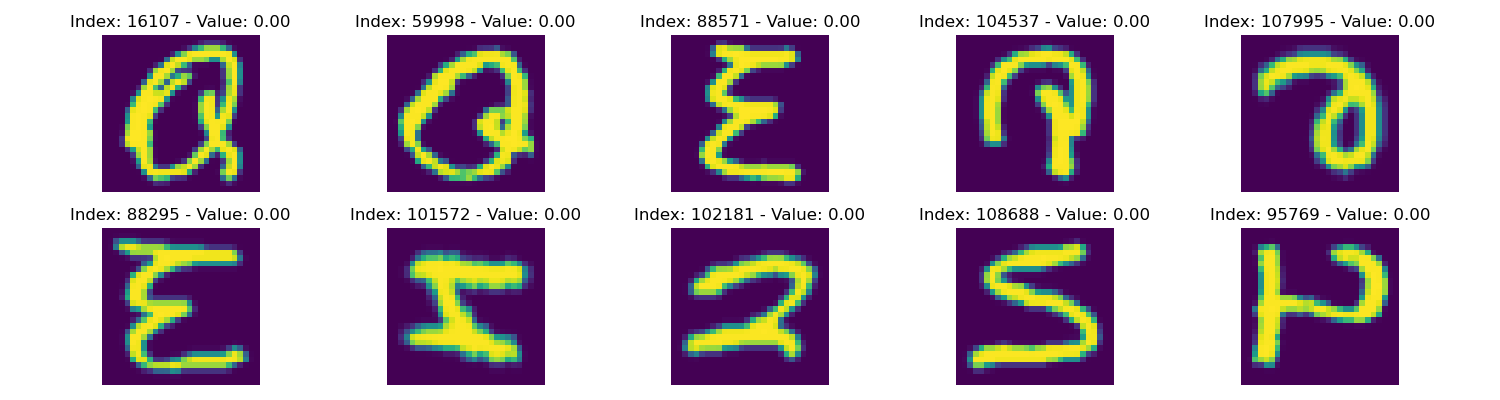 Index: 16107 - Value: 0.00 Index: 59998 - Value: 0.00 Index: 88571 - Value: 0.00 Index: 104537 - Value: 0.00 Index: 107995 - Value: 0.00
a Q E
Index: 88295 - Value: 0.00 Index: 101572 - Value: 0.00 Index: 102181 - Value: 0.00 Index: 108688 - Value: 0.00 Index: 95769 - Value: 0.00
E I 2 S P